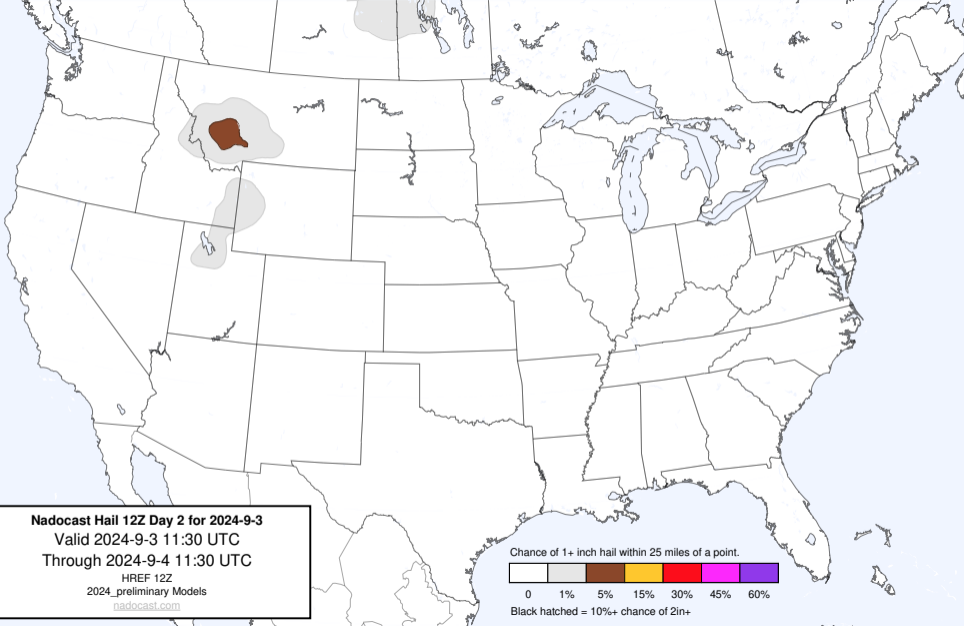 Nadocast Hail 12Z Day 2 for 2024-9-3
Valid 2024-9-3 11:30 UTC
Through 2024-9-4 11:30 UTC
HREF 12Z
2024_preliminary Models
nadocast.com
Chance of 1+ inch hail within 25 miles of a point.
0 1% 5% 15% 30% 45% 60%
Black hatched = 10%+ chance of 2in+